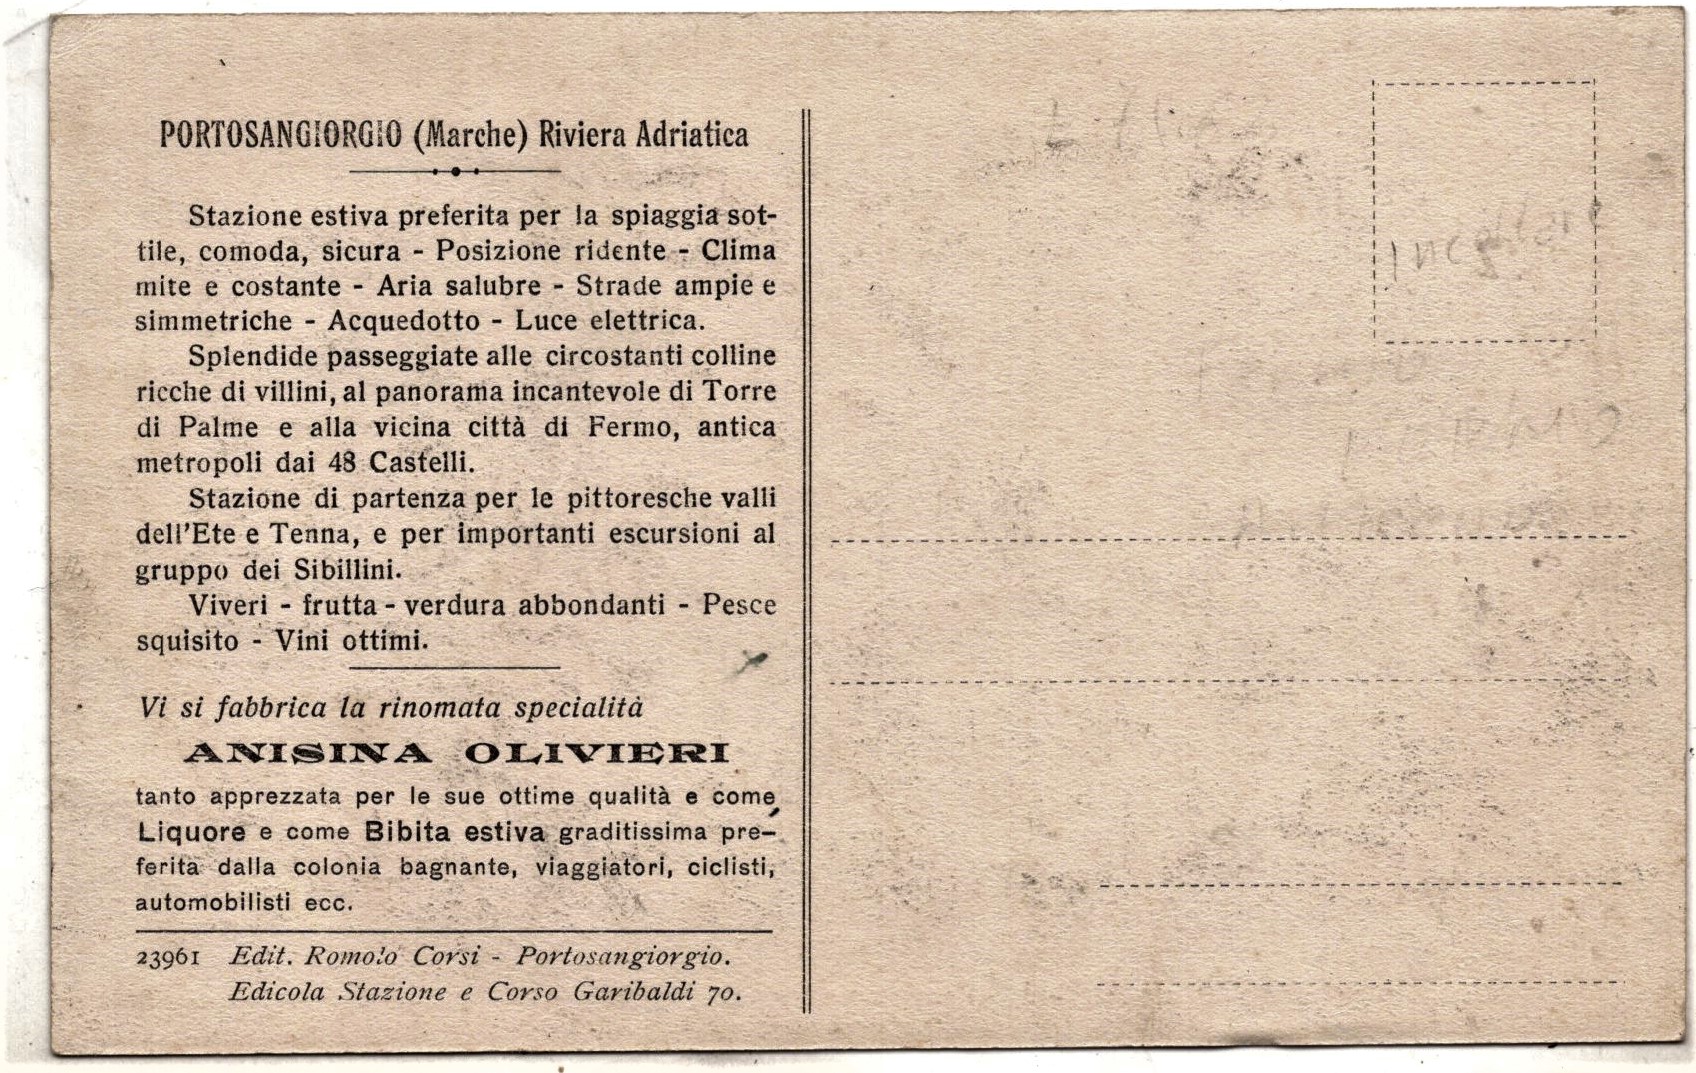 PORTOSANGIORGIO (Marche) Riviera Adriatica
Stazione estiva preferita per la spiaggia sot-
tile, comoda, sicura - Posizione ridente - Clima
mite e costante - Aria salubre - Strade ampie e
simmetriche - Acquedotto - Luce elettrica.
Splendide passeggiate alle circostanti colline
ricche di villini, al panorama incantevole di Torre
di Palme e alla vicina città di Fermo, antica
metropoli dai 48 Castelli.
Stazione di partenza per le pittoresche valli
dell'Ete e Tenna, e per importanti escursioni al
gruppo dei Sibillini.
Viveri - frutta - verdura abbondanti - Pesce
squisito - Vini ottimi.
Vi si fabbrica la rinomata specialità
ANISINA OLIVIERI
tanto apprezzata per le sue ottime qualità e come
Liquore e come Bibita estiva graditissima pre-
ferita dalla colonia bagnante, viaggiatori, ciclisti,
automobilisti ecc.
23961 Edit. Romolo Corsi - Portosangiorgio.
Edicola Stazione e Corso Garibaldi 70.